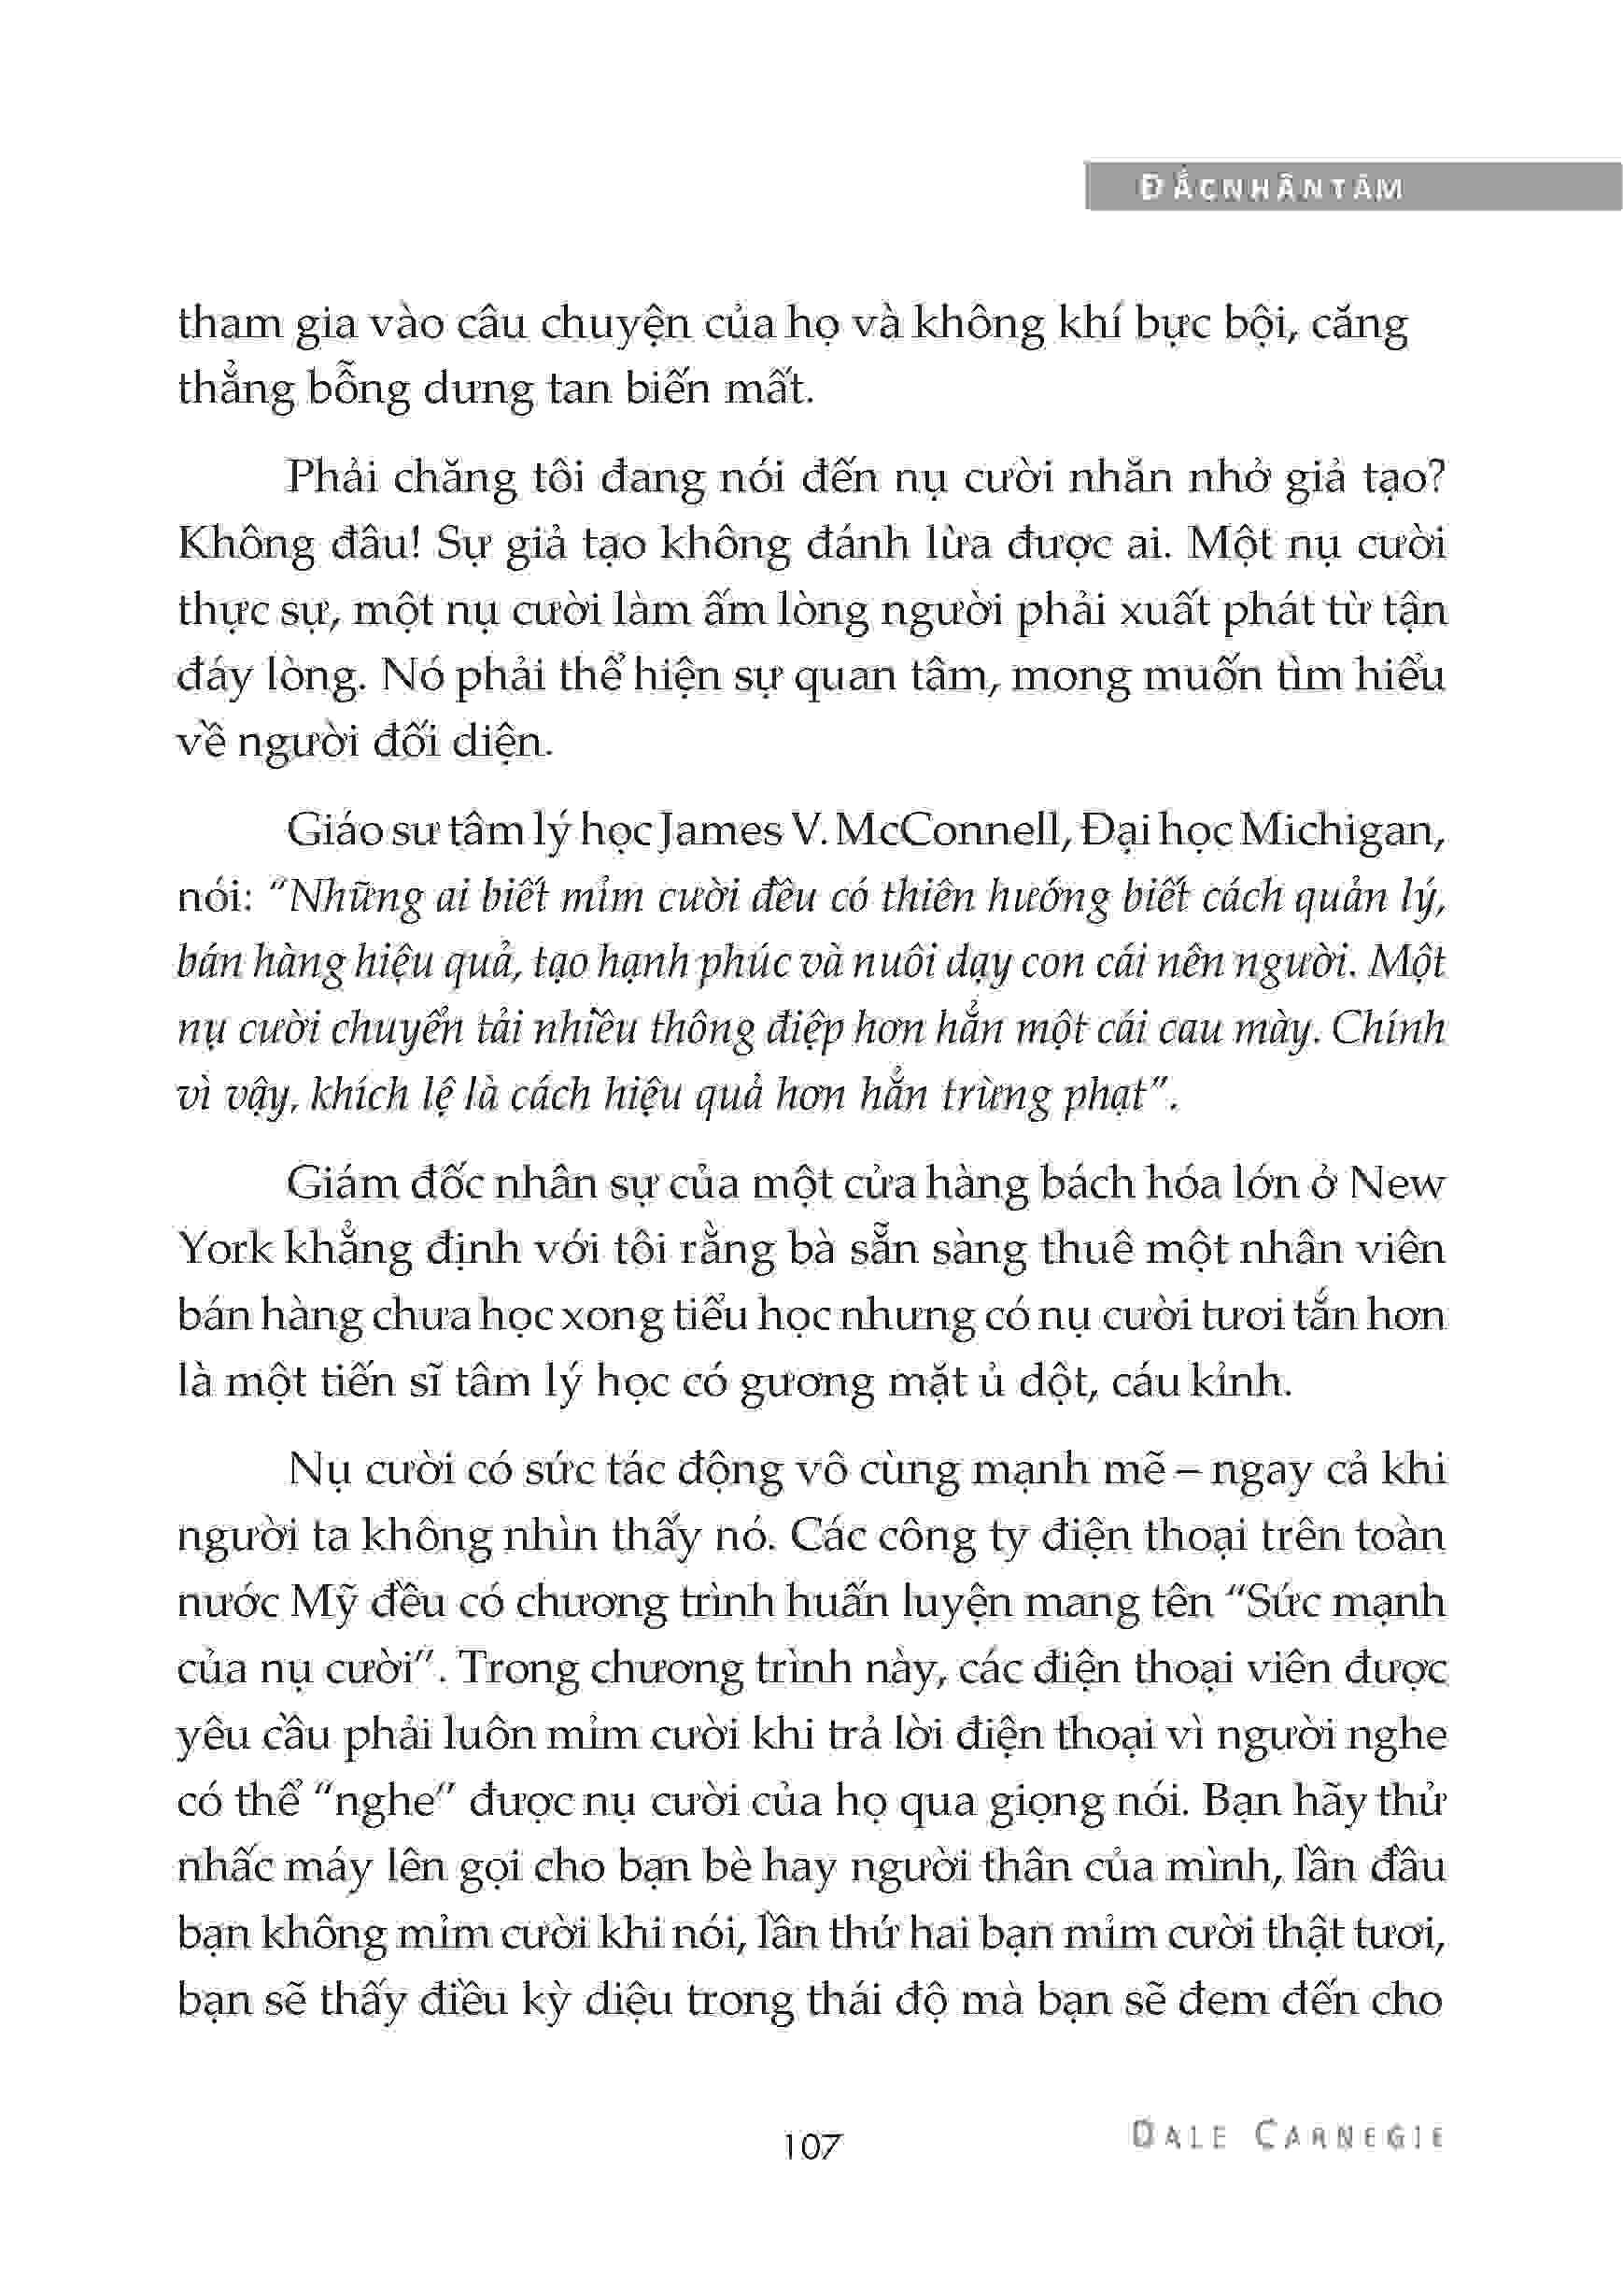 ĐẮCNHÂNTÂM
tham gia vào câu chuyện của họ và không khí bực bội, căng
thẳng bỗng dưng tan biến mất.
Phải chăng tôi đang nói đến nụ cười nhăn nhở giả tạo?
Không đâu! Sự giả tạo không đánh lừa được ai. Một nụ cười
thực sự, một nụ cười làm ấm lòng người phải xuất phát từ tận
đáy lòng. Nó phải thể hiện sự quan tâm, mong muốn tìm hiểu
về người đối diện.
Giáo sư tâm lý học James V. McConnell, Đại học Michigan,
nói: “Những ai biết mỉm cười đều có thiên hướng biết cách quản lý,
bán hàng hiệu quả, tạo hạnh phúc và nuôi dạy con cái nên người. Một
nụ cười chuyển tải nhiều thông điệp hơn hẳn một cái cau mày. Chính
vì vậy, khích lệ là cách hiệu quả hơn hẳn trừng phạt”.
Giám đốc nhân sự của một cửa hàng bách hóa lớn ở New
York khẳng định với tôi rằng bà sẵn sàng thuê một nhân viên
bán hàng chưa học xong tiểu học nhưng có nụ cười tươi tắn hơn
là một tiến sĩ tâm lý học có gương mặt ủ dột, cáu kỉnh.
Nụ cười có sức tác động vô cùng mạnh mẽ – ngay cả khi
người ta không nhìn thấy nó. Các công ty điện thoại trên toàn
nước Mỹ đều có chương trình huấn luyện mang tên “Sức mạnh
của nụ cười”. Trong chương trình này, các điện thoại viên được
yêu cầu phải luôn mỉm cười khi trả lời điện thoại vì người nghe
có thể “nghe” được nụ cười của họ qua giọng nói. Bạn hãy thử
nhấc máy lên gọi cho bạn bè hay người thân của mình, lần đầu
bạn không mỉm cười khi nói, lần thứ hai bạn mỉm cười thật tươi,
bạn sẽ thấy điều kỳ diệu trong thái độ mà bạn sẽ đem đến cho
107
DALE CARNEGIE